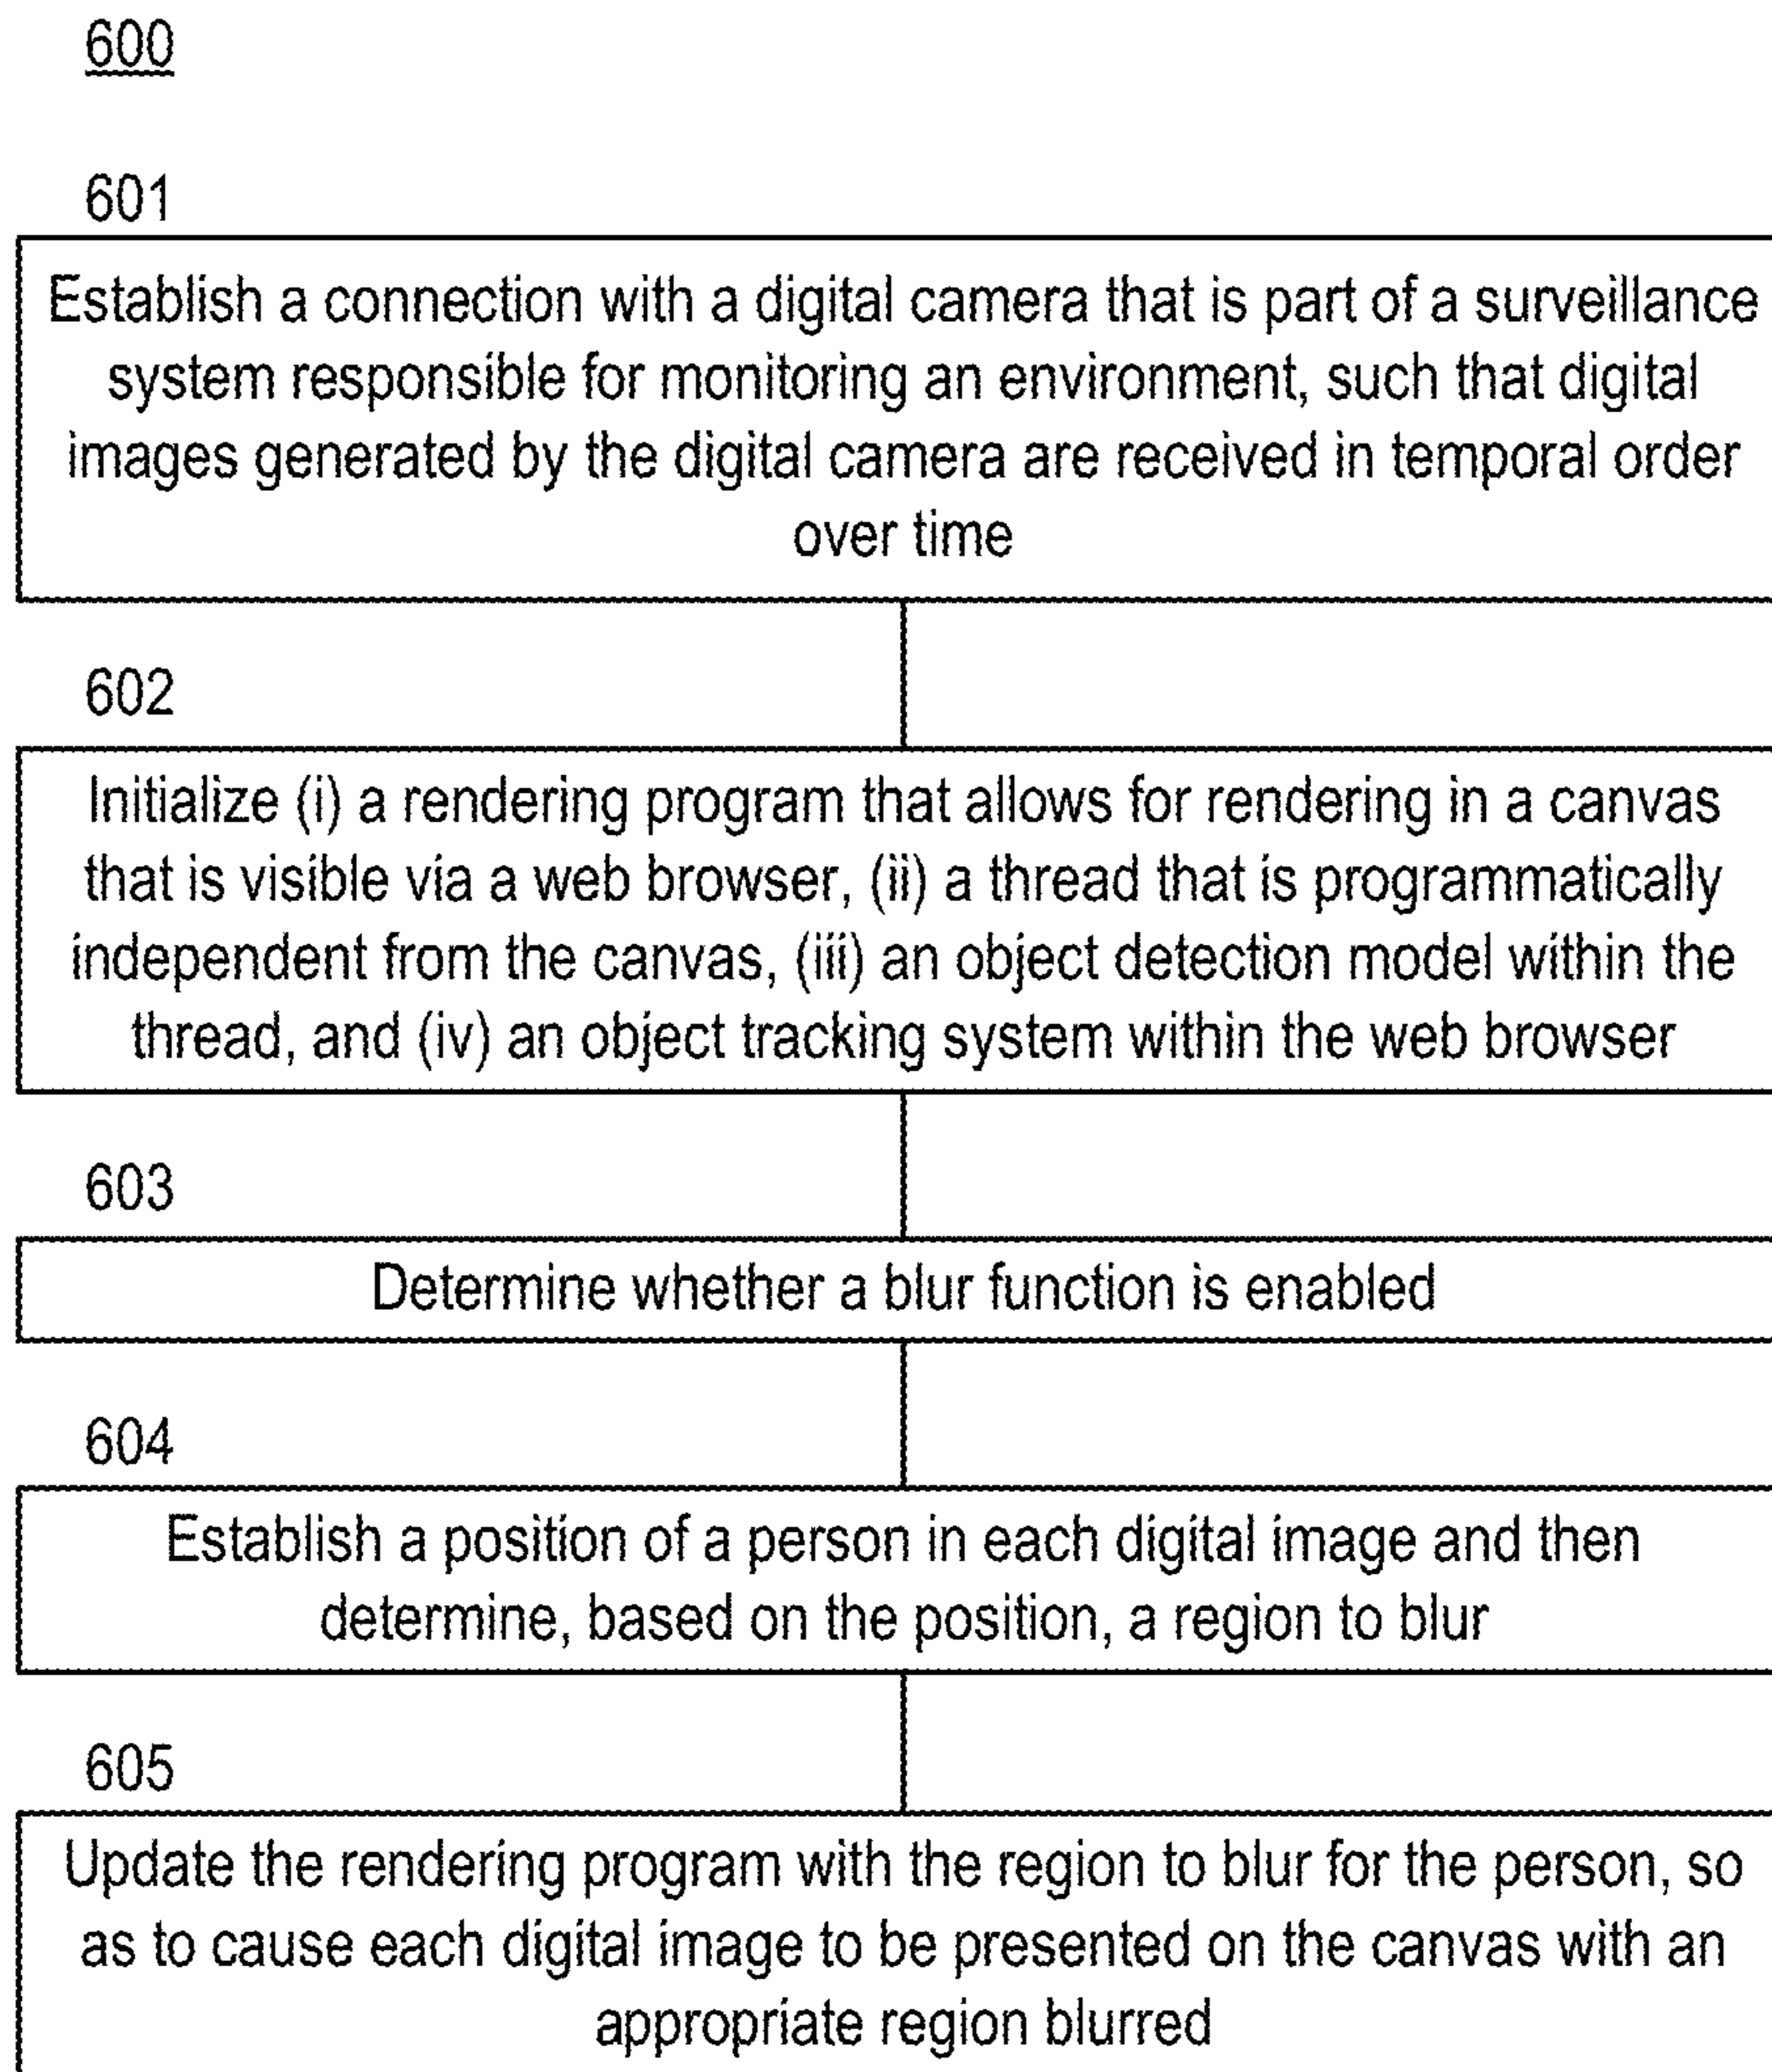 600
601
Establish a connection with a digital camera that is part of a surveillance
system responsible for monitoring an environment, such that digital
images generated by the digital camera are received in temporal order
over time
602
Initialize (i) a rendering program that allows for rendering in a canvas
that is visible via a web browser, (ii) a thread that is programmatically
independent from the canvas, (iii) an object detection model within the
thread, and (iv) an object tracking system within the web browser
603
Determine whether a blur function is enabled
604
Establish a position of a person in each digital image and then
determine, based on the position, a region to blur
605
Update the rendering program with the region to blur for the person, so
as to cause each digital image to be presented on the canvas with an
appropriate region blurred